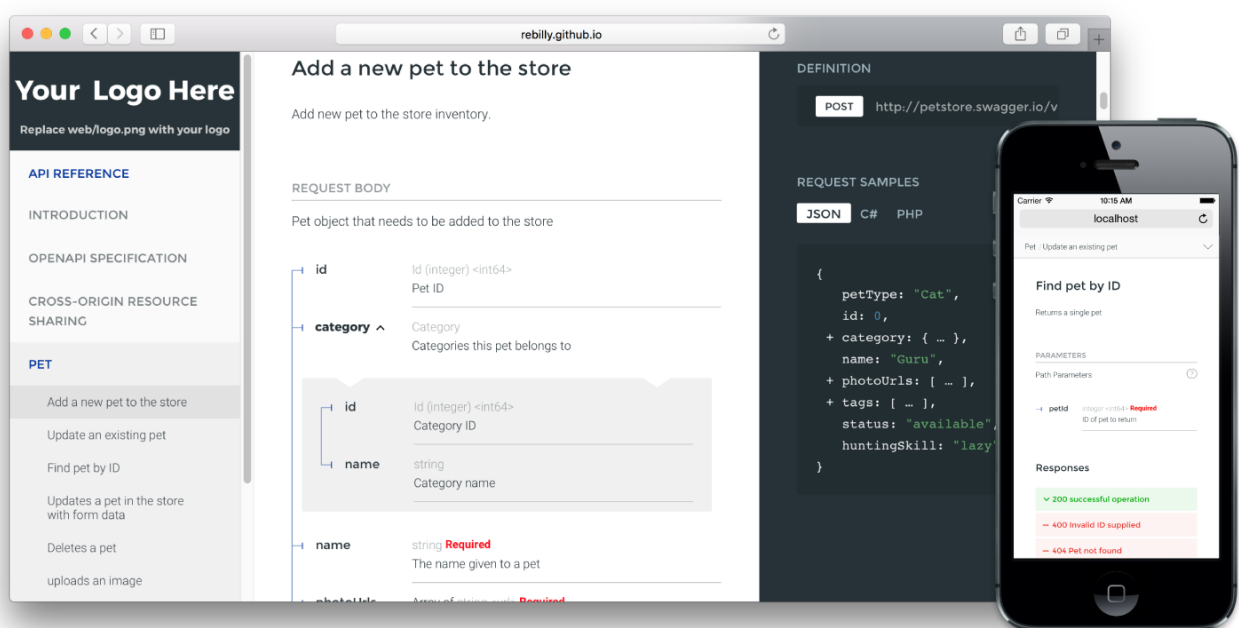 rebilly.github.io
Your Logo Here
Replace web/logo.png with your logo
API REFERENCE
INTRODUCTION
OPENAPI SPECIFICATION
CROSS-ORIGIN RESOURCE
SHARING
PET
Add a new pet to the store
Update an existing pet
Find pet by ID
Updates a pet in the store
with form data
Deletes a pet
uploads an image
Add a new pet to the store
Add new pet to the store inventory.
REQUEST BODY
Pet object that needs to be added to the store
id Id (integer) <int64>
Pet ID
category Category
Categories this pet belongs to
id Id (integer) <int64>
Category ID
name string
Category name
name string Required
The name given to a pet
photoUrls Array of string <url> Required
DEFINITION
POST http://petstore.swagger.io/v
REQUEST SAMPLES
JSON C# PHP
{
petType: "Cat",
id: 0,
+ category: { … },
name: "Guru",
+ photoUrls: [ … ],
+ tags: [ … ],
status: "available",
huntingSkill: "lazy"
}
Carrier 10:15 AM
localhost
Pet / Update an existing pet
Find pet by ID
Returns a single pet
PARAMETERS
Path Parameters ?
petId integer <int64> Required
ID of pet to return
Responses
200 successful operation
– 400 Invalid ID supplied
– 404 Pet not found